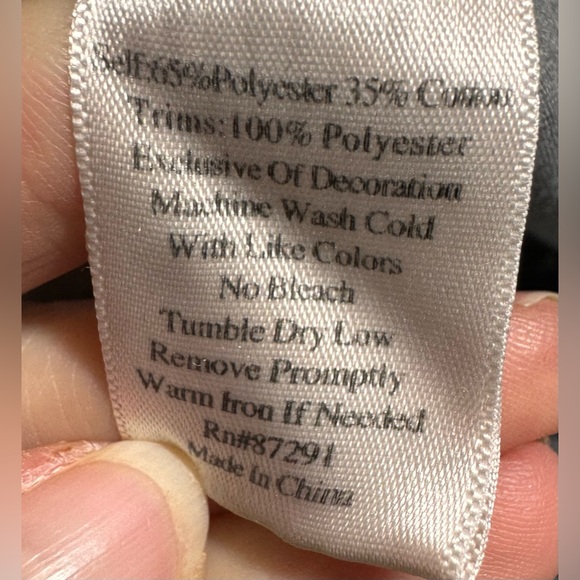 Self:65%Polyester 35% Cotton
Trims:100% Polyester
Exclusive Of Decoration
Machine Wash Cold
With Like Colors
No Bleach
Tumble Dry Low
Remove Promptly
Warm Iron If Needed
Rn#87291
Made In China